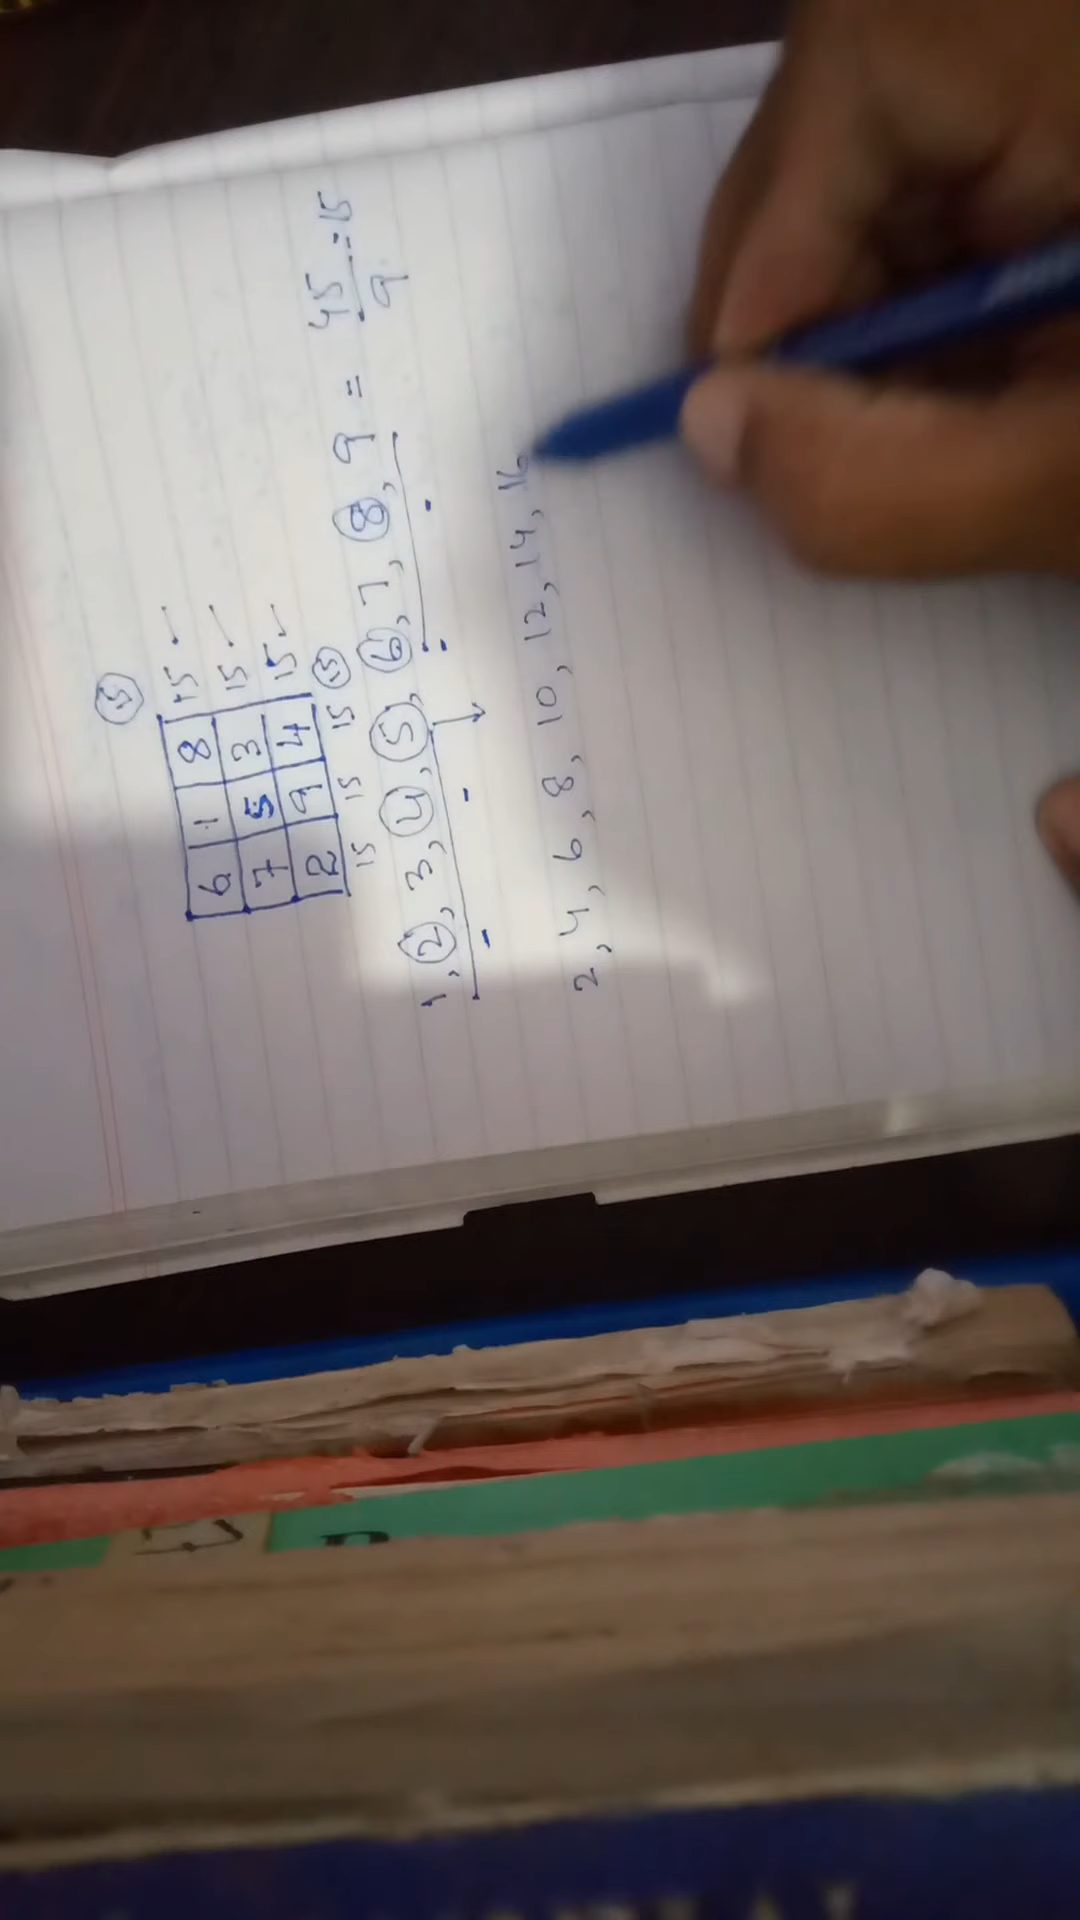 15
6 1 8 15 ✓
7 5 3 15 ✓
2 9 4 15 ✓
15 15 15 15
1, 2, 3, 4, 5, 6, 7, 8, 9 = 45/9 = 15
2, 4, 6, 8, 10, 12, 14, 16